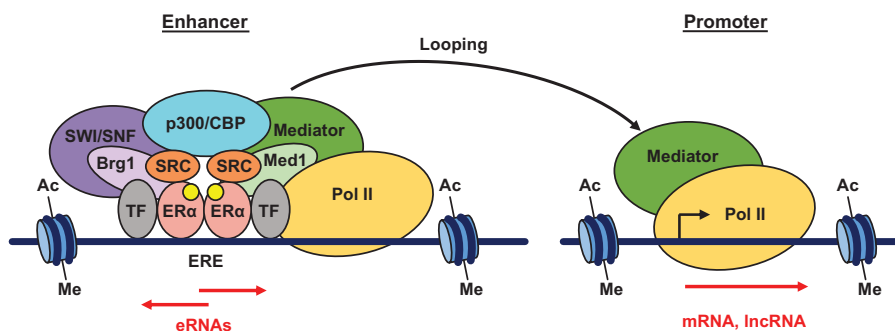 Enhancer
Promoter
Looping
p300/CBP
SWI/SNF
Mediator
Brg1
SRC
SRC
Med1
Mediator
Ac
TF
ERα
ERα
TF
Pol II
Ac
Ac
Pol II
Ac
ERE
Me
Me
Me
Me
eRNAs
mRNA, lncRNA